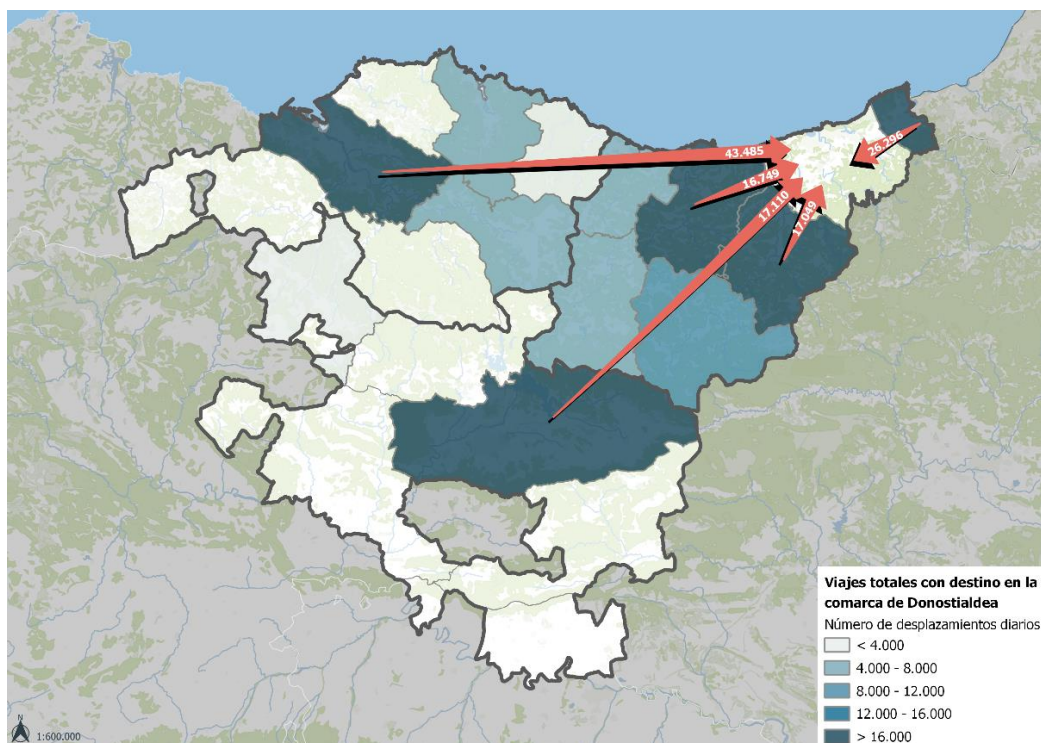 43.485
16.749
17.110
17.049
26.296
Viajes totales con destino en la
comarca de Donostialdea
Número de desplazamientos diarios
< 4.000
4.000 - 8.000
8.000 - 12.000
12.000 - 16.000
> 16.000
N
1:600.000